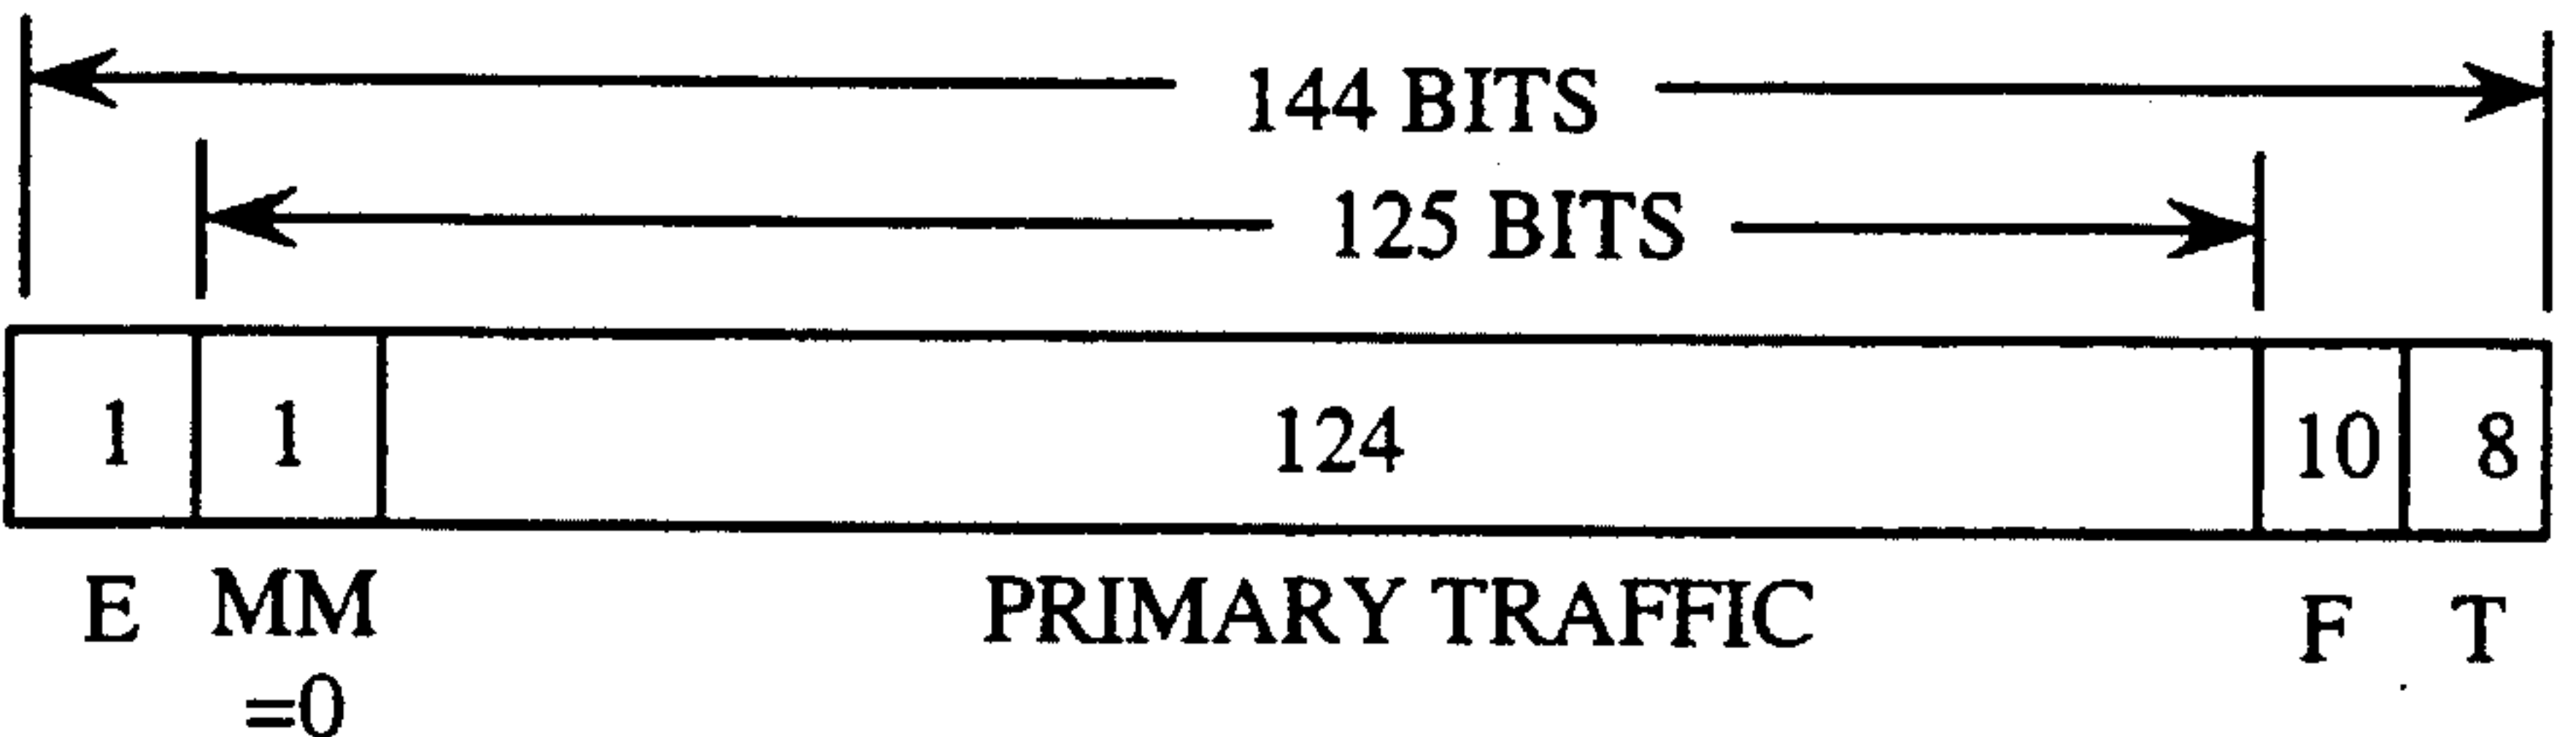 144 BITS
125 BITS
1 1 124 10 8
E MM PRIMARY TRAFFIC F T
=0